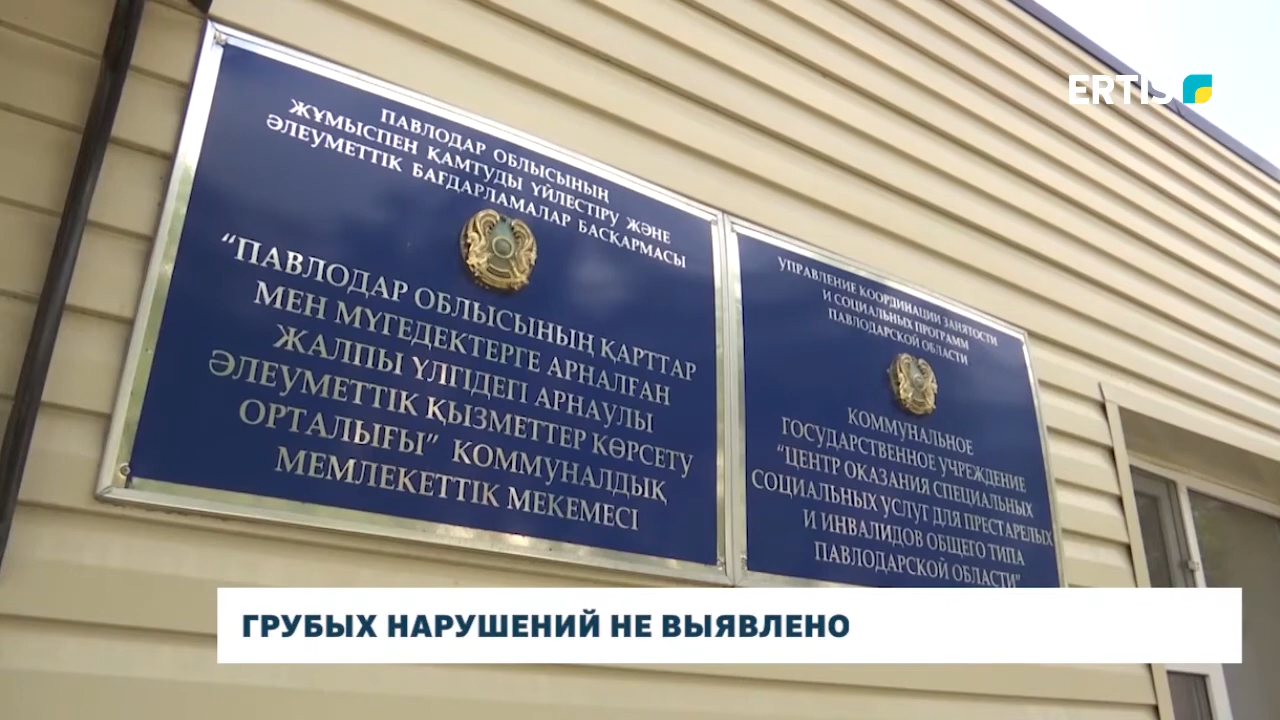 ERTIS
ПАВЛОДАР ОБЛЫСЫНЫҢ
ЖҰМЫСПЕН ҚАМТУДЫ ҮЙЛЕСТІРУ ЖӘНЕ
ӘЛЕУМЕТТІК БАҒДАРЛАМАЛАР БАСҚАРМАСЫ
“ПАВЛОДАР ОБЛЫСЫНЫҢ ҚАРТТАР
МЕН МҮГЕДЕКТЕРГЕ АРНАЛҒАН
ЖАЛПЫ ҮЛГІДЕГІ АРНАУЛЫ
ӘЛЕУМЕТТІК ҚЫЗМЕТТЕР КӨРСЕТУ
ОРТАЛЫҒЫ” КОММУНАЛДЫҚ
МЕМЛЕКЕТТІК МЕКЕМЕСІ
УПРАВЛЕНИЕ КООРДИНАЦИИ ЗАНЯТОСТИ
И СОЦИАЛЬНЫХ ПРОГРАММ
ПАВЛОДАРСКОЙ ОБЛАСТИ
КОММУНАЛЬНОЕ
ГОСУДАРСТВЕННОЕ УЧРЕЖДЕНИЕ
“ЦЕНТР ОКАЗАНИЯ СПЕЦИАЛЬНЫХ
СОЦИАЛЬНЫХ УСЛУГ ДЛЯ ПРЕСТАРЕЛЫХ
И ИНВАЛИДОВ ОБЩЕГО ТИПА
ПАВЛОДАРСКОЙ ОБЛАСТИ”
ГРУБЫХ НАРУШЕНИЙ НЕ ВЫЯВЛЕНО